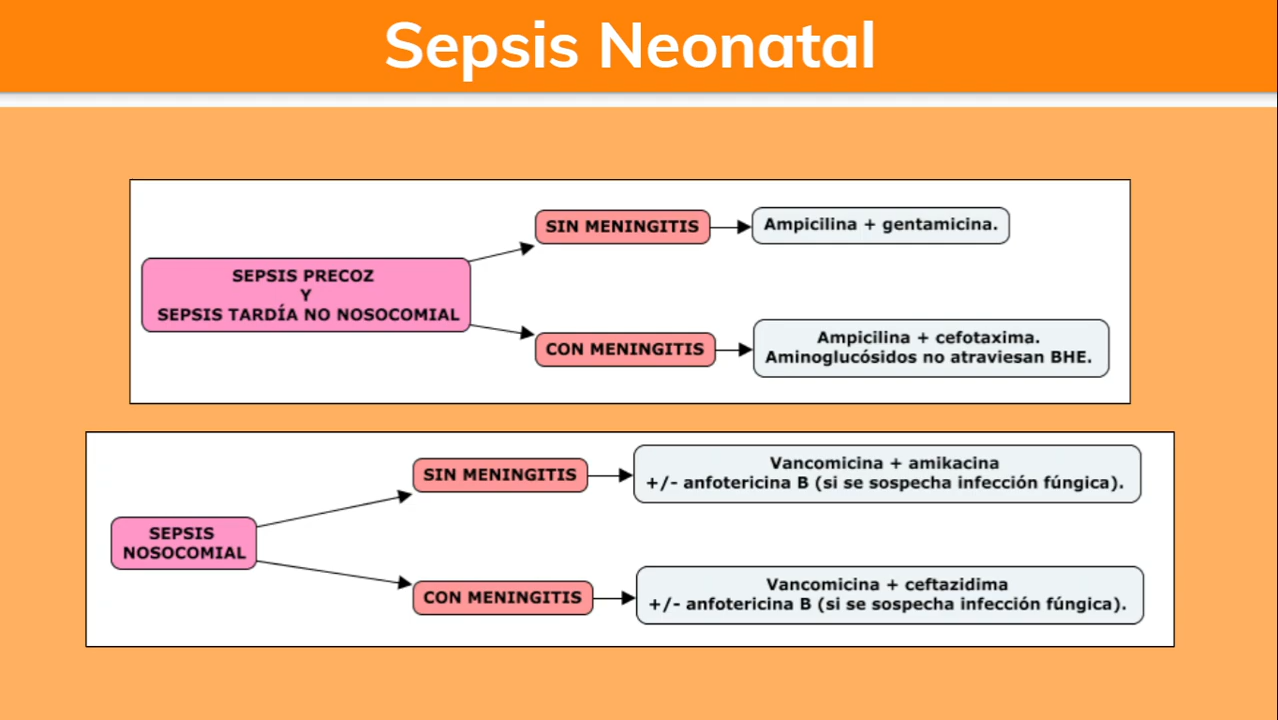 Sepsis Neonatal
SIN MENINGITIS
Ampicilina + gentamicina.
SEPSIS PRECOZ
Y
SEPSIS TARDÍA NO NOSOCOMIAL
CON MENINGITIS
Ampicilina + cefotaxima.
Aminoglucósidos no atraviesan BHE.
SIN MENINGITIS
Vancomicina + amikacina
+/- anfotericina B (si se sospecha infección fúngica).
SEPSIS
NOSOCOMIAL
CON MENINGITIS
Vancomicina + ceftazidima
+/- anfotericina B (si se sospecha infección fúngica).